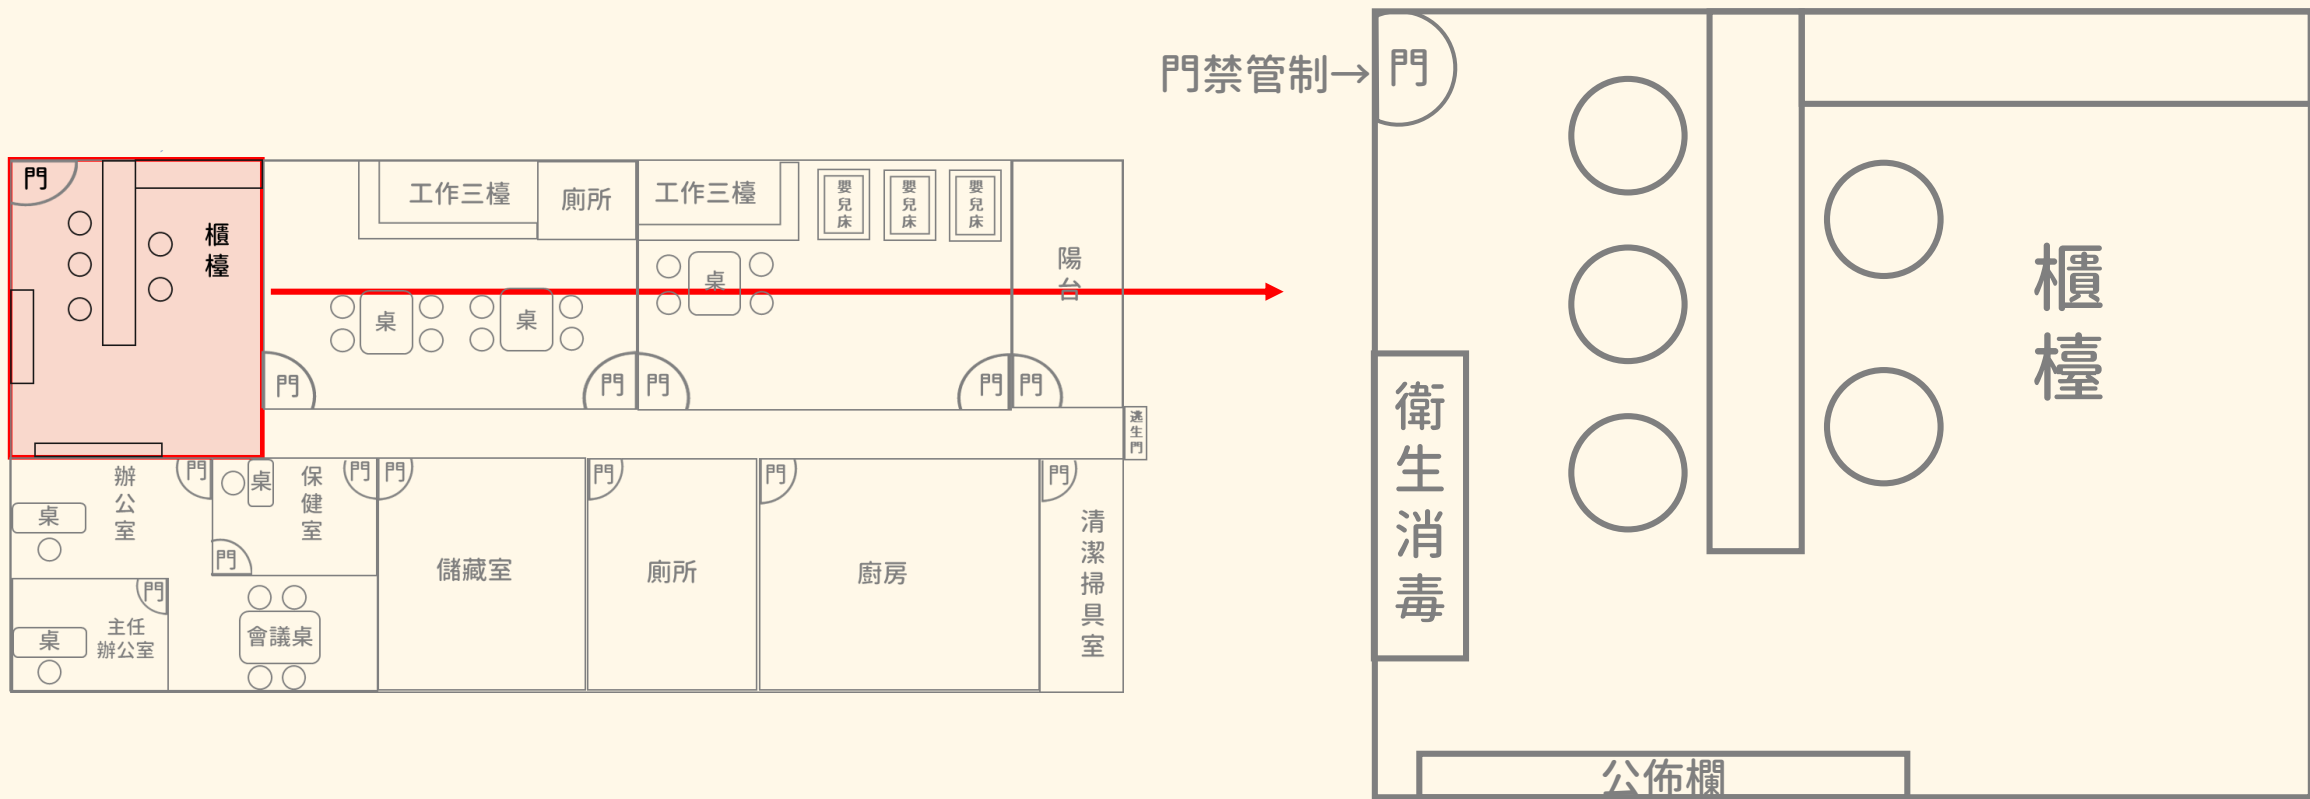 門
櫃檯
工作三檯
廁所
工作三檯
嬰兒床
嬰兒床
嬰兒床
陽台
桌
桌
桌
門
門
門
門
門
逃生門
辦公室
門
桌
保健室
門
門
門
門
門
桌
門
儲藏室
廁所
廚房
清潔掃具室
門
主任
辦公室
桌
會議桌
門禁管制→
門
櫃檯
衛生消毒
公佈欄